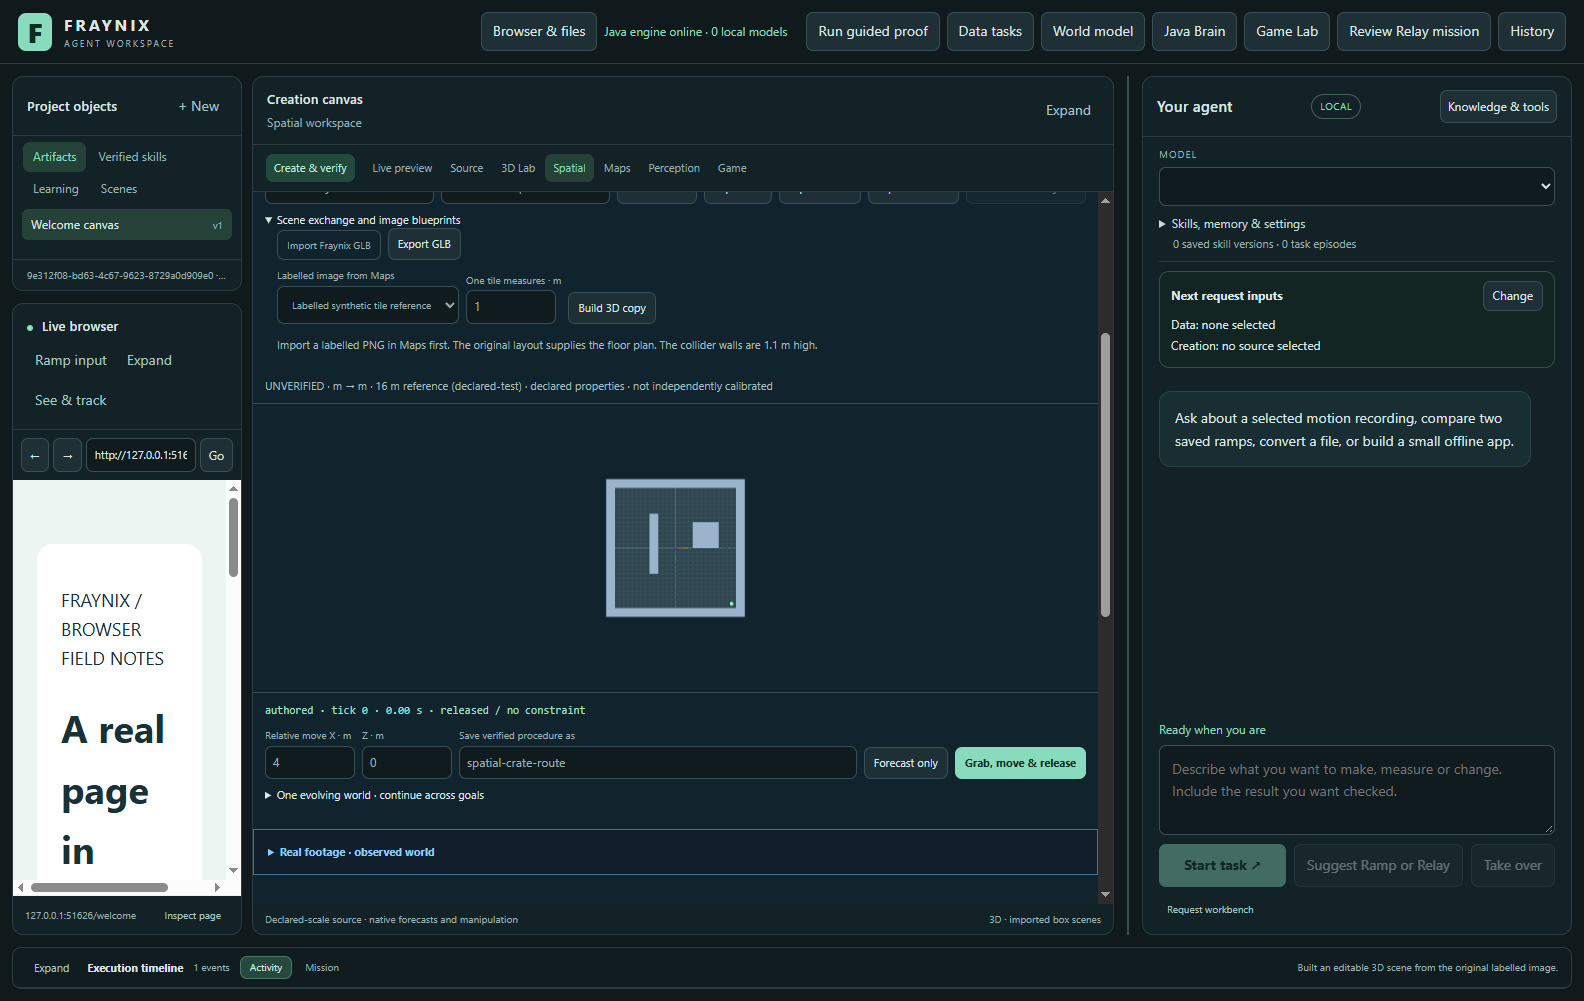 F
FRAYNIX
AGENT WORKSPACE
Browser & files
Java engine online · 0 local models
Run guided proof
Data tasks
World model
Java Brain
Game Lab
Review Relay mission
History
Project objects
+ New
Artifacts
Verified skills
Learning
Scenes
Welcome canvas
v1
9e312f08-bd63-4c67-9623-8729a0d909e0 ·...
Live browser
Ramp input
Expand
See & track
←
→
http://127.0.0.1:516
Go
FRAYNIX /
BROWSER
FIELD NOTES
A real
page
in
127.0.0.1:51626/welcome
Inspect page
Creation canvas
Spatial workspace
Expand
Create & verify
Live preview
Source
3D Lab
Spatial
Maps
Perception
Game
▼ Scene exchange and image blueprints
Import Fraynix GLB
Export GLB
Labelled image from Maps
One tile measures · m
Labelled synthetic tile reference
1
Build 3D copy
Import a labelled PNG in Maps first. The original layout supplies the floor plan. The collider walls are 1.1 m high.
UNVERIFIED · m → m · 16 m reference (declared-test) · declared properties · not independently calibrated
authored · tick 0 · 0.00 s · released / no constraint
Relative move X · m
Z · m
Save verified procedure as
4
0
spatial-crate-route
Forecast only
Grab, move & release
▶ One evolving world · continue across goals
▶ Real footage · observed world
Declared-scale source · native forecasts and manipulation
3D · imported box scenes
Your agent
LOCAL
Knowledge & tools
MODEL
▶ Skills, memory & settings
0 saved skill versions · 0 task episodes
Next request inputs
Change
Data: none selected
Creation: no source selected
Ask about a selected motion recording, compare two
saved ramps, convert a file, or build a small offline app.
Ready when you are
Describe what you want to make, measure or change.
Include the result you want checked.
Start task ↗
Suggest Ramp or Relay
Take over
Request workbench
Expand
Execution timeline
1 events
Activity
Mission
Built an editable 3D scene from the original labelled image.